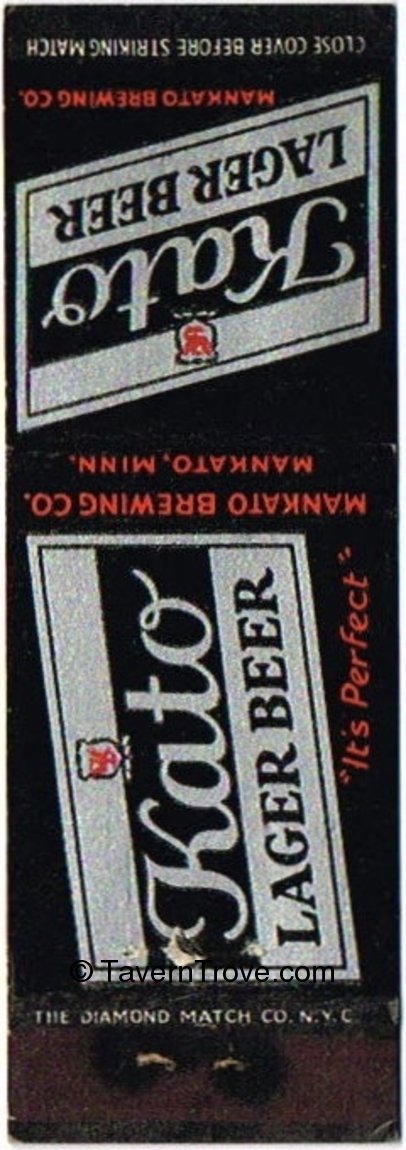 CLOSE COVER BEFORE STRIKING MATCH
MANKATO BREWING CO.
Kato
LAGER BEER
MANKATO BREWING CO.
MANKATO, MINN.
Kato
LAGER BEER
"It's Perfect"
© TavernTrove.com
THE DIAMOND MATCH CO. N.Y.C.